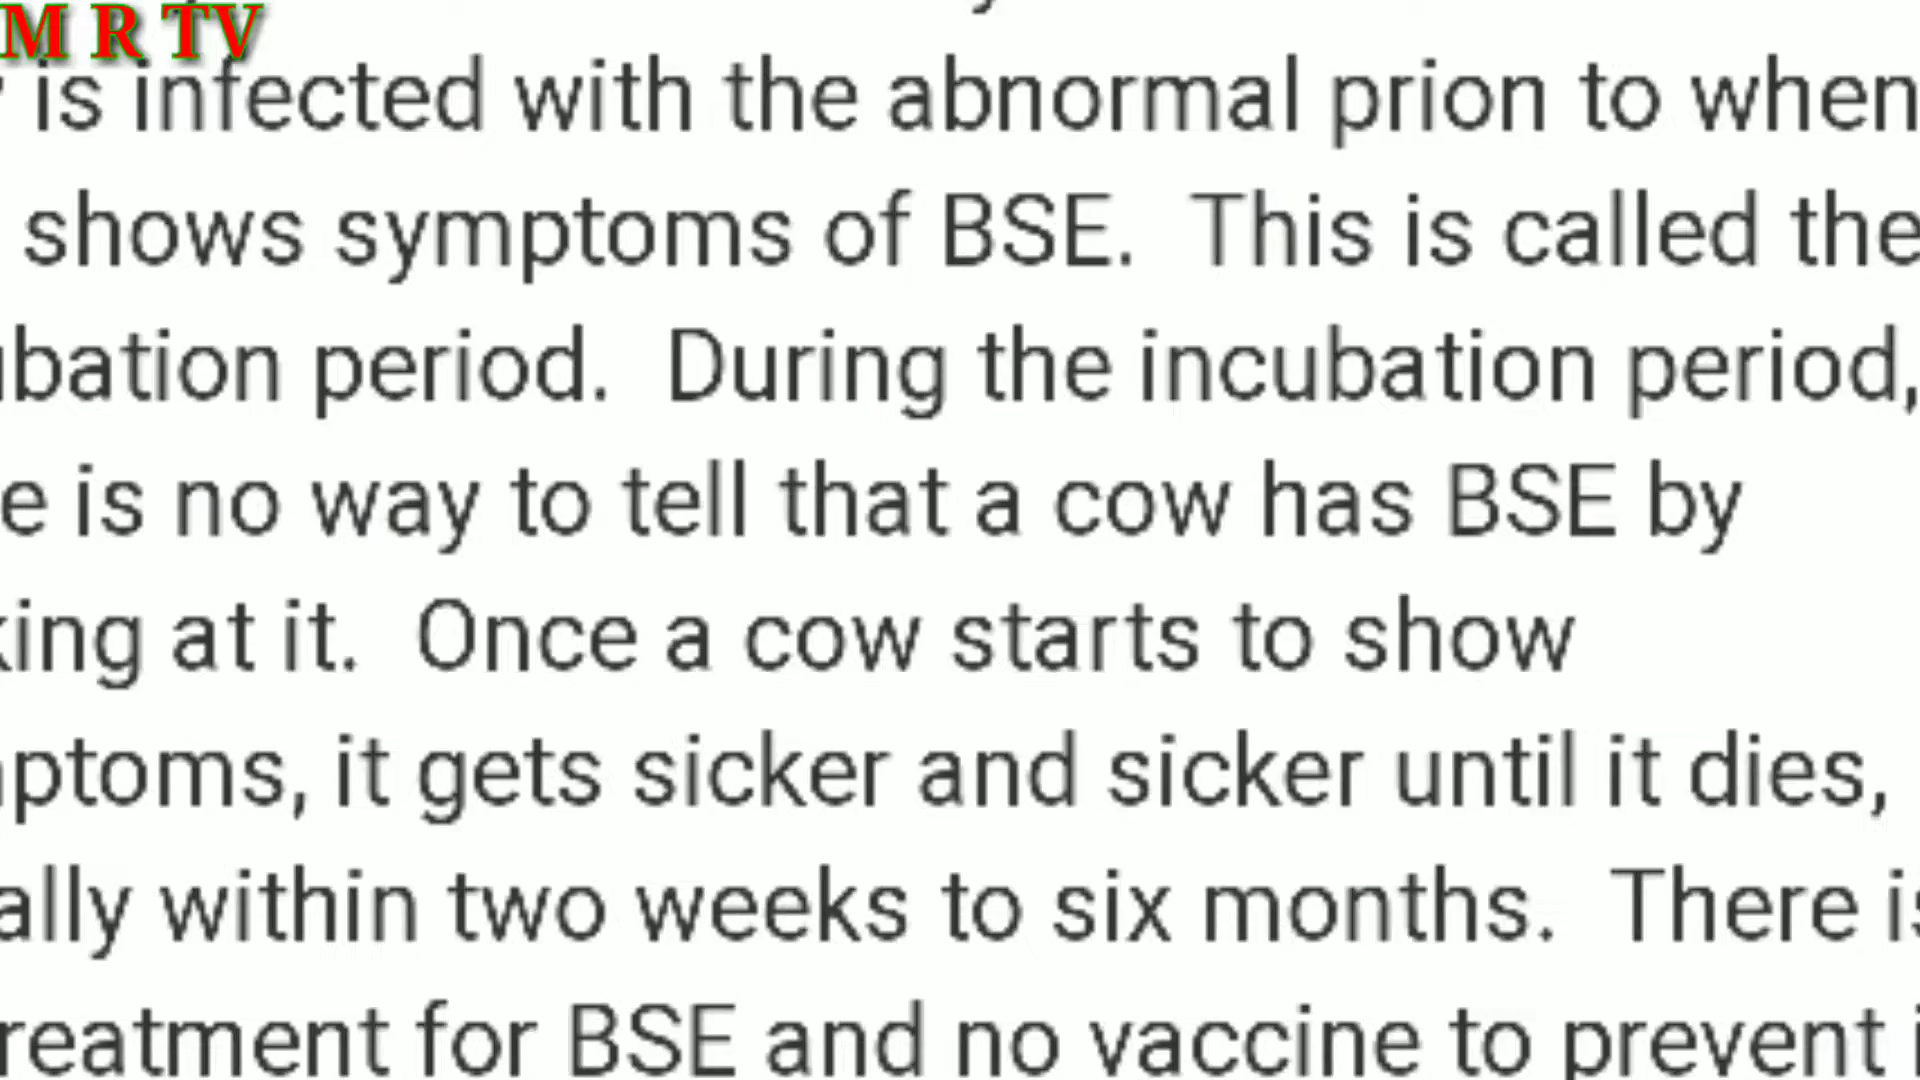 M R TV
is infected with the abnormal prion to when
shows symptoms of BSE. This is called the
bation period. During the incubation period,
e is no way to tell that a cow has BSE by
king at it. Once a cow starts to show
ptoms, it gets sicker and sicker until it dies,
ally within two weeks to six months. There is
reatment for BSE and no vaccine to prevent i